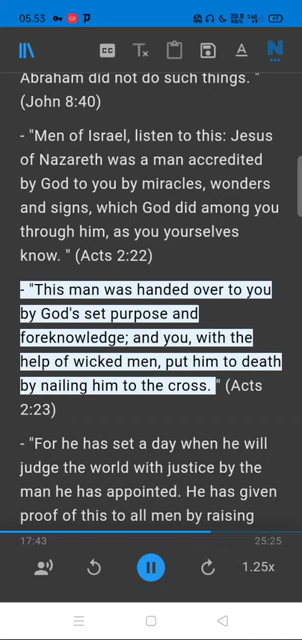 05.53
CC
N
Abraham did not do such things. "
(John 8:40)
- "Men of Israel, listen to this: Jesus
of Nazareth was a man accredited
by God to you by miracles, wonders
and signs, which God did among you
through him, as you yourselves
know. " (Acts 2:22)
- "This man was handed over to you
by God's set purpose and
foreknowledge; and you, with the
help of wicked men, put him to death
by nailing him to the cross. " (Acts
2:23)
- "For he has set a day when he will
judge the world with justice by the
man he has appointed. He has given
proof of this to all men by raising
17:43 25:25
1.25x